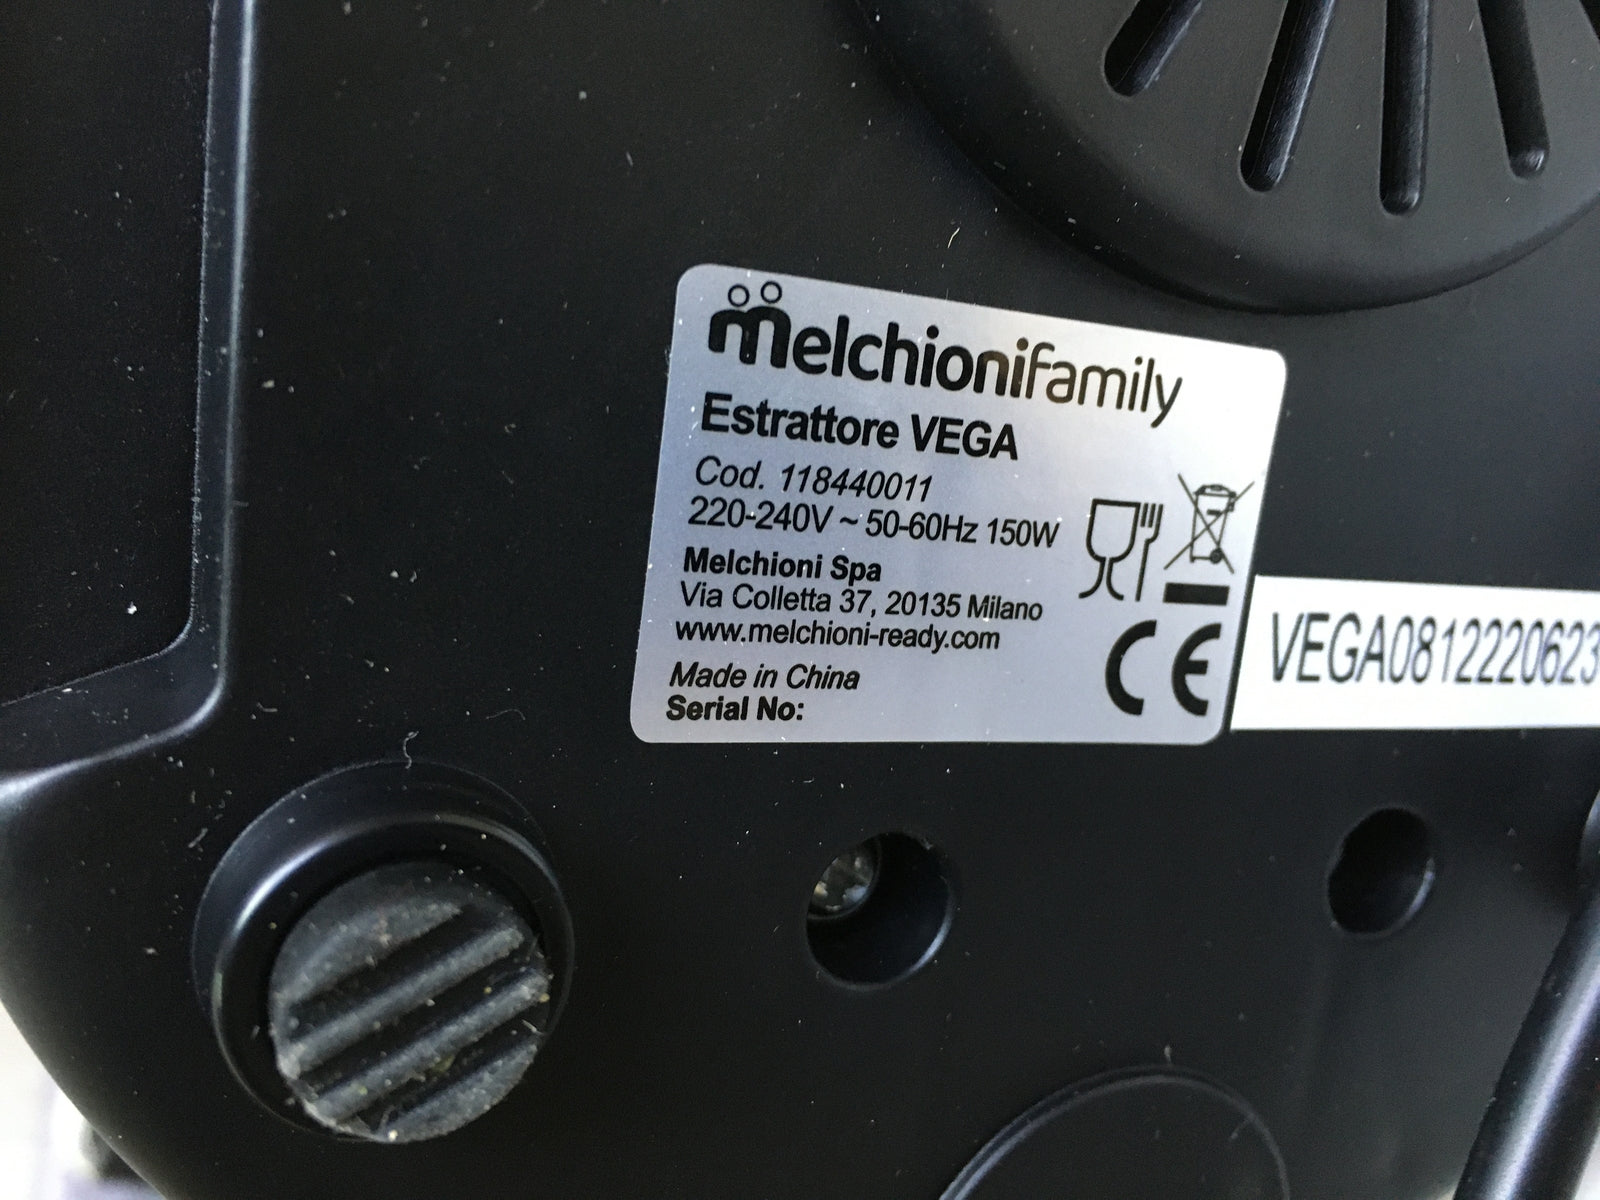 melchionifamily
Estrattore VEGA
Cod. 118440011
220-240V ~ 50-60Hz 150W
Melchioni Spa
Via Colletta 37, 20135 Milano
www.melchioni-ready.com
Made in China
Serial No:
CE
VEGA0812220623